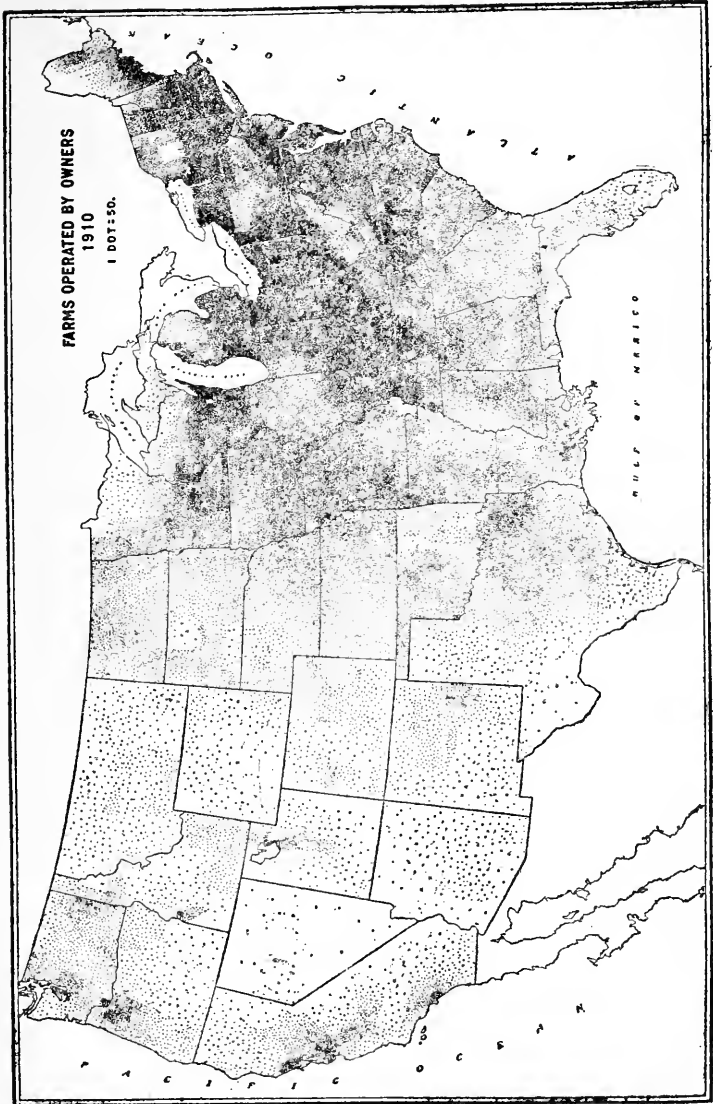 FARMS OPERATED BY OWNERS
1910
1 DOT=50.
ATLANTIC OCEAN
GULF OF MEXICO
PACIFIC OCEAN